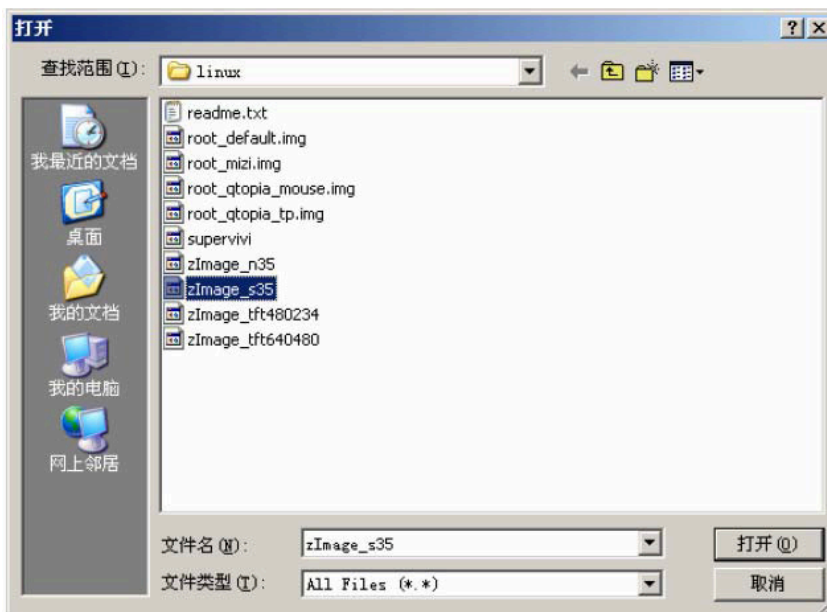 打开
查找范围(I):
linux
我最近的文档
桌面
我的文档
我的电脑
网上邻居
readme.txt
root_default.img
root_mizi.img
root_qtopia_mouse.img
root_qtopia_tp.img
supervivi
zImage_n35
zImage_s35
zImage_tft480234
zImage_tft640480
文件名(N):
zImage_s35
打开(O)
文件类型(T):
All Files (*.*)
取消